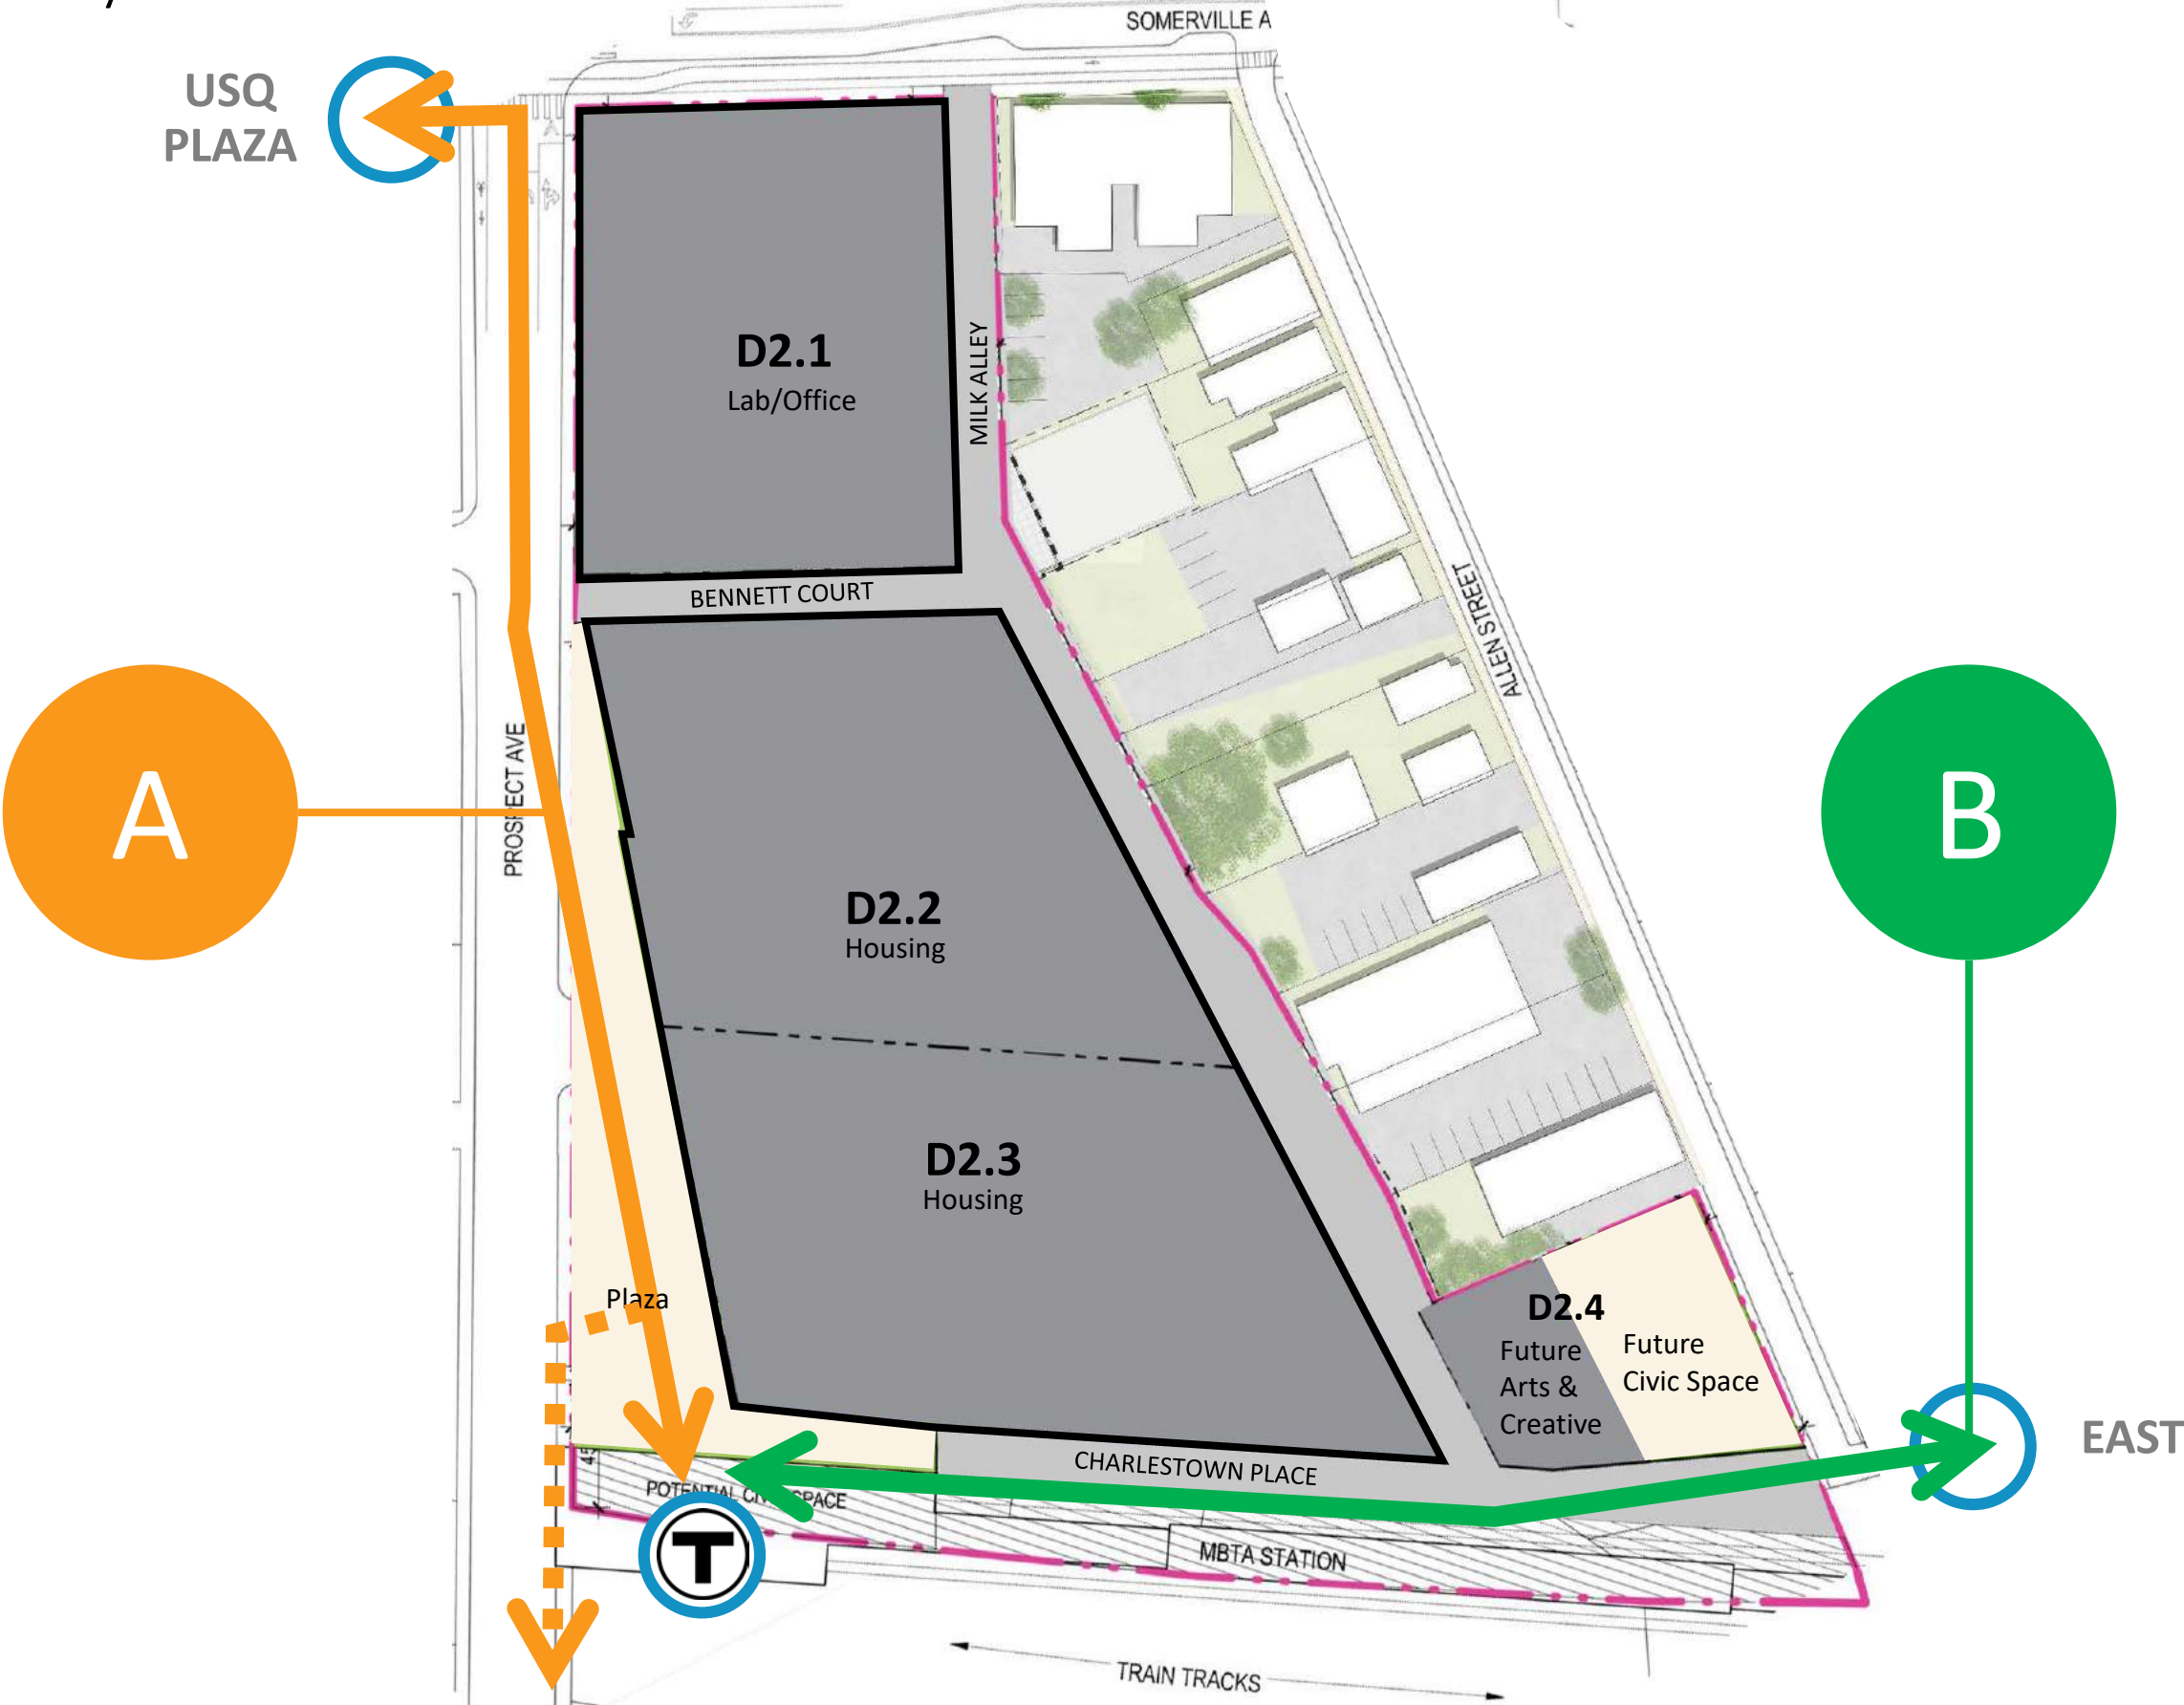 SOMERVILLE A
USQ
PLAZA
D2.1
Lab/Office
MILK ALLEY
BENNETT COURT
ALLEN STREET
A
PROSPECT AVE
B
D2.2
Housing
D2.3
Housing
Plaza
D2.4
Future
Arts &
Creative
Future
Civic Space
EAST
CHARLESTOWN PLACE
POTENTIAL CIVIC SPACE
T
MBTA STATION
TRAIN TRACKS